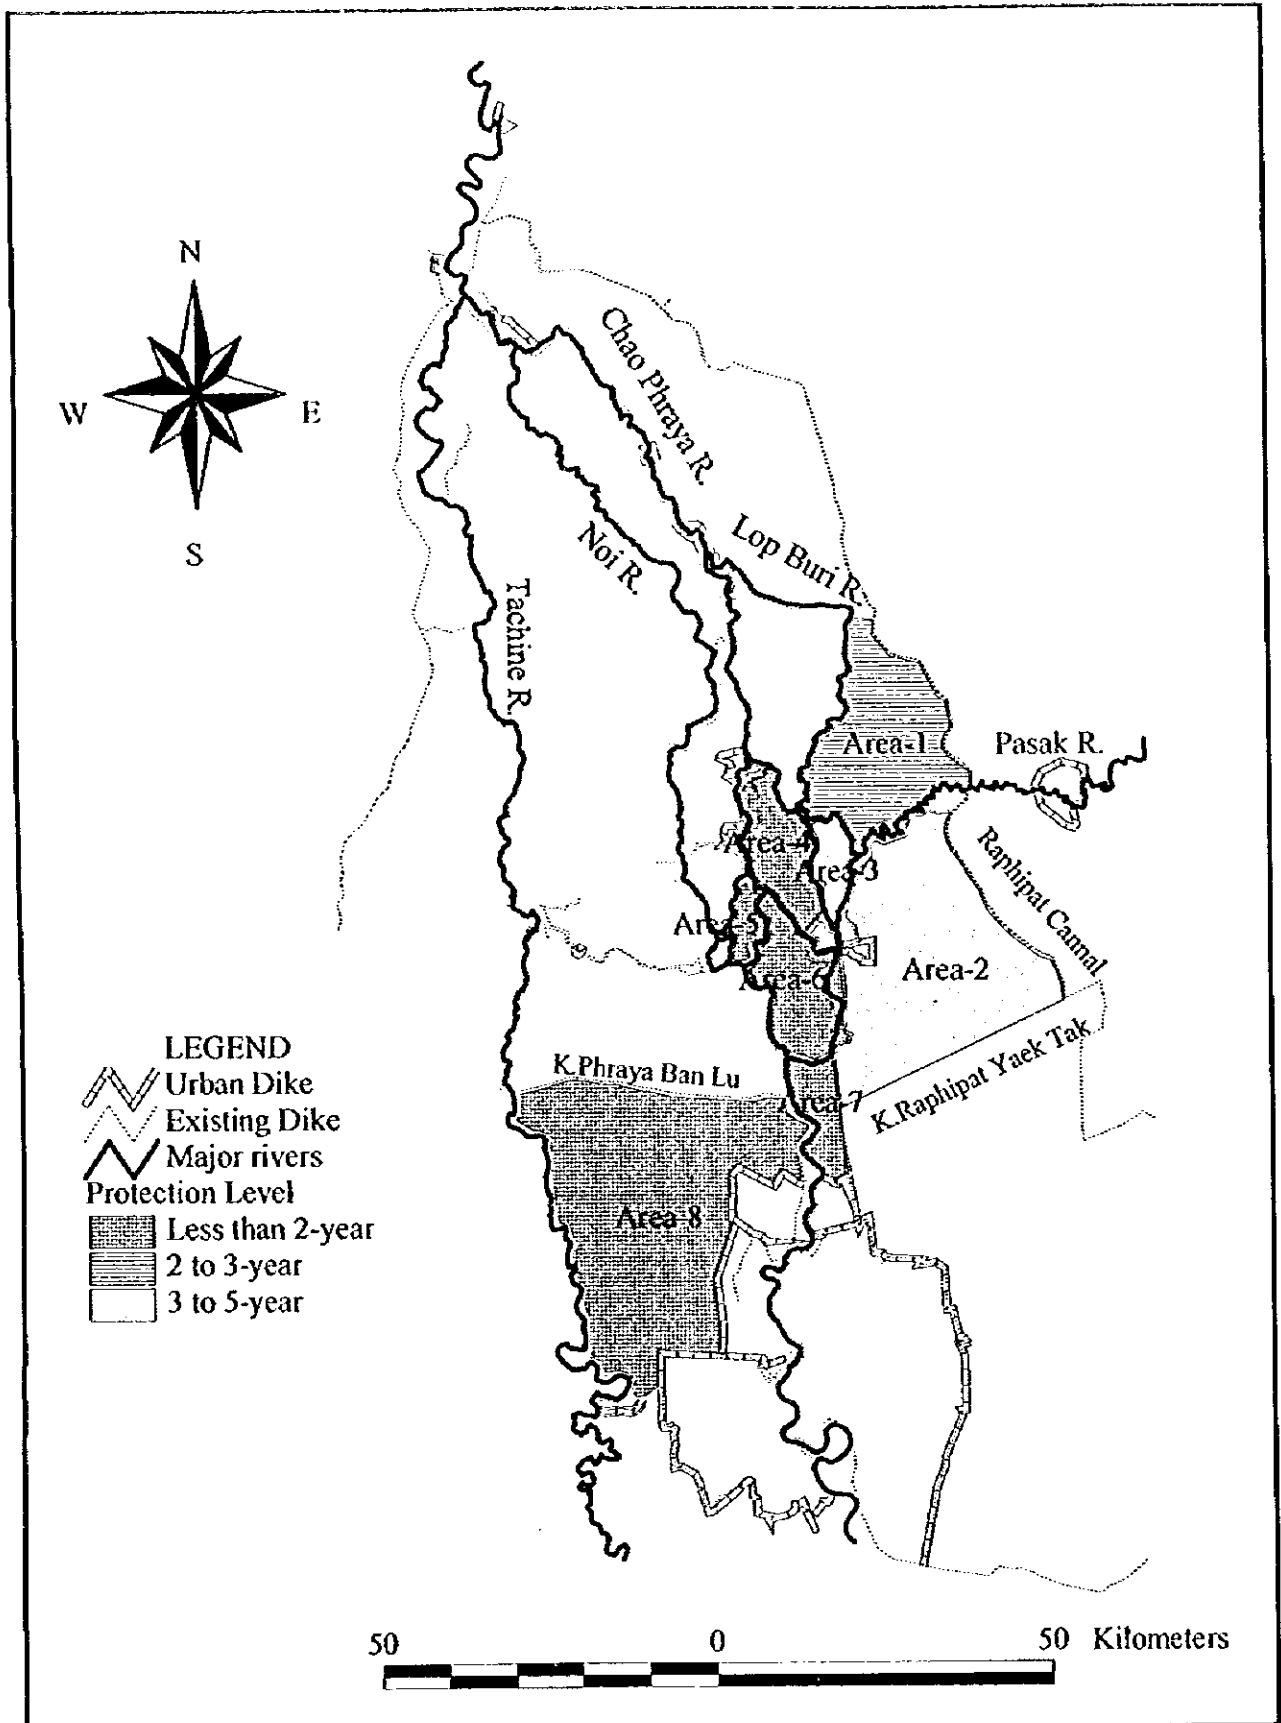 N
W
E
S
Chao Phraya R.
Lop Buri R.
Noi R.
Tachine R.
Area-1
Pasak R.
Area-4
Area-3
Raphipat Cannal
Area-5
Area-2
Area-6
K.Phraya Ban Lu
Area-7
K.Raphipat Yaek Tak
Area-8
LEGEND
Urban Dike
Existing Dike
Major rivers
Protection Level
Less than 2-year
2 to 3-year
3 to 5-year
50 0 50 Kilometers